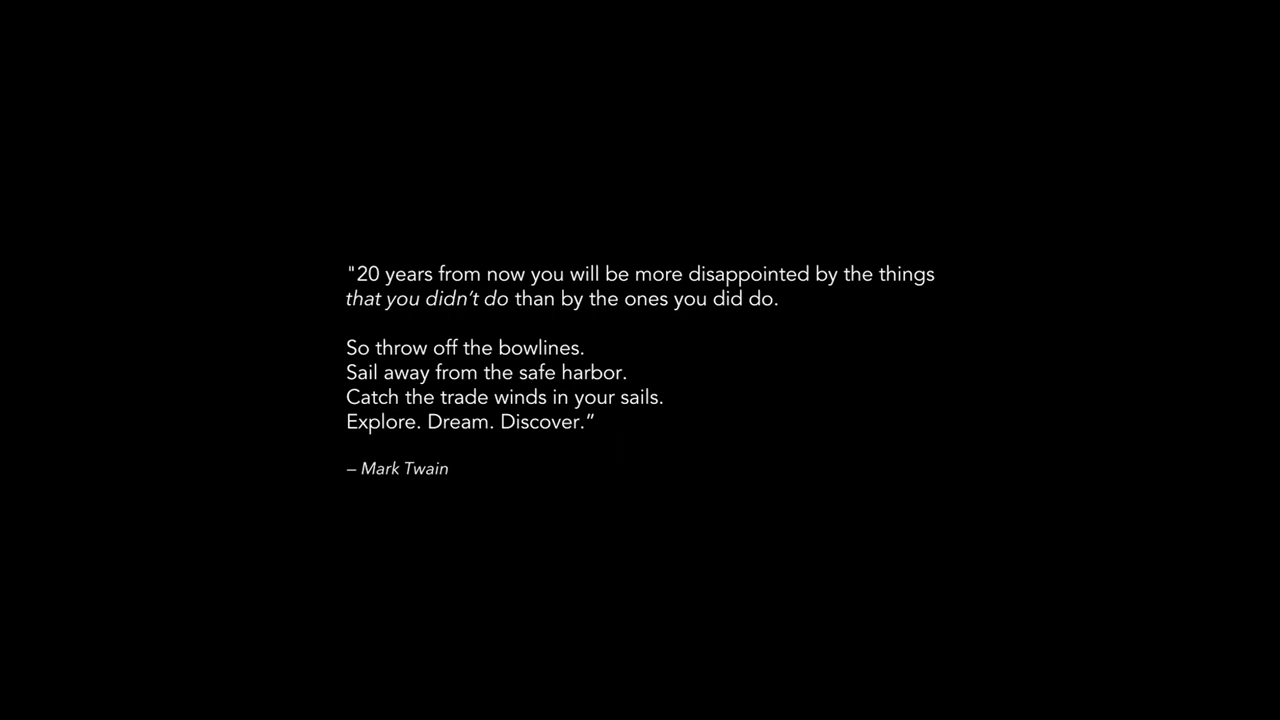 "20 years from now you will be more disappointed by the things
that you didn’t do than by the ones you did do.
So throw off the bowlines.
Sail away from the safe harbor.
Catch the trade winds in your sails.
Explore. Dream. Discover.”
– Mark Twain